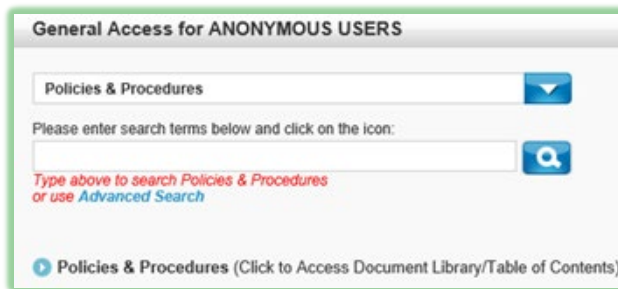 General Access for ANONYMOUS USERS
Policies & Procedures
Please enter search terms below and click on the icon:
Type above to search Policies & Procedures
or use Advanced Search
Policies & Procedures (Click to Access Document Library/Table of Contents)